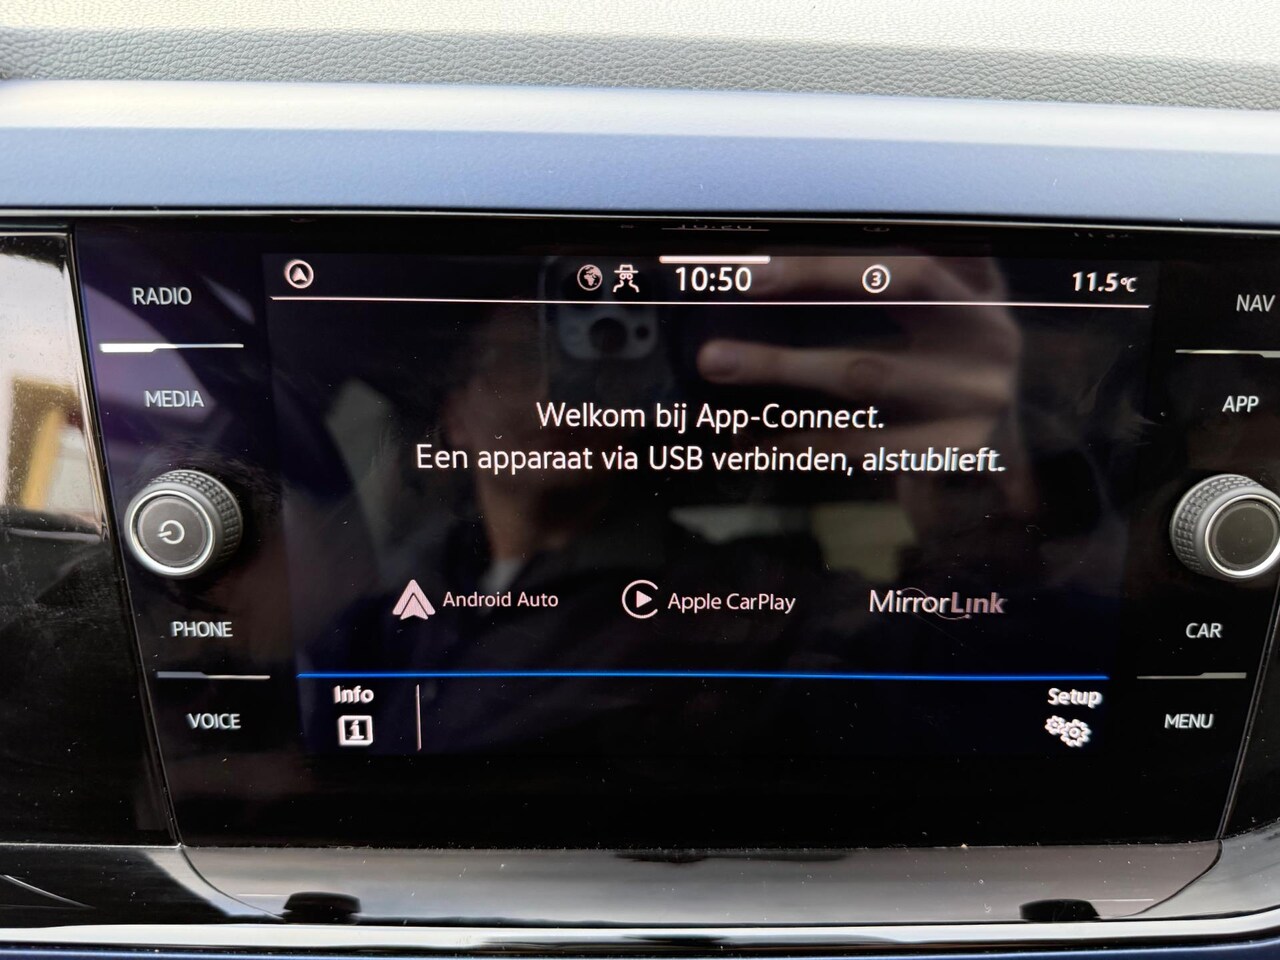 RADIO
MEDIA
PHONE
VOICE
10:50
3
11.5°C
Welkom bij App-Connect.
Een apparaat via USB verbinden, alstublieft.
Android Auto
Apple CarPlay
MirrorLink
Info
i
Setup
NAV
APP
CAR
MENU